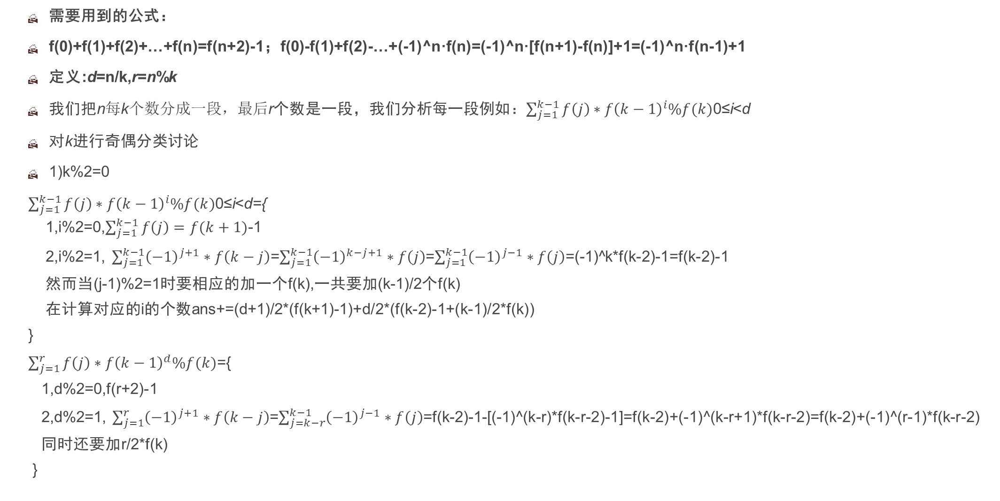 需要用到的公式：
f(0)+f(1)+f(2)+…+f(n)=f(n+2)-1；f(0)-f(1)+f(2)-…+(-1)^n·f(n)=(-1)^n·[f(n+1)-f(n)]+1=(-1)^n·f(n-1)+1
定义:d=n/k,r=n%k
我们把n每k个数分成一段，最后r个数是一段，我们分析每一段例如：∑_{j=1}^{k−1} f(j) ∗ f(k − 1)^i%f(k)0≤i<d
对k进行奇偶分类讨论
1)k%2=0
∑_{j=1}^{k−1} f(j) ∗ f(k − 1)^i%f(k)0≤i<d={
1,i%2=0,∑_{j=1}^{k−1} f(j) = f(k + 1)-1
2,i%2=1, ∑_{j=1}^{k−1}(−1)^{j+1} ∗ f(k − j)=∑_{j=1}^{k−1}(−1)^{k−j+1} ∗ f(j)=∑_{j=1}^{k−1}(−1)^{j−1} ∗ f(j)=(-1)^k*f(k-2)-1=f(k-2)-1
然而当(j-1)%2=1时要相应的加一个f(k),一共要加(k-1)/2个f(k)
在计算对应的i的个数ans+=(d+1)/2*(f(k+1)-1)+d/2*(f(k-2)-1+(k-1)/2*f(k))
}
∑_{j=1}^{r} f(j) ∗ f(k − 1)^d%f(k)={
1,d%2=0,f(r+2)-1
2,d%2=1, ∑_{j=1}^{r}(−1)^{j+1} ∗ f(k − j)=∑_{j=k−r}^{k−1}(−1)^{j−1} ∗ f(j)=f(k-2)-1-[(-1)^(k-r)*f(k-r-2)-1]=f(k-2)+(-1)^(k-r+1)*f(k-r-2)=f(k-2)+(-1)^(r-1)*f(k-r-2)
同时还要加r/2*f(k)
}